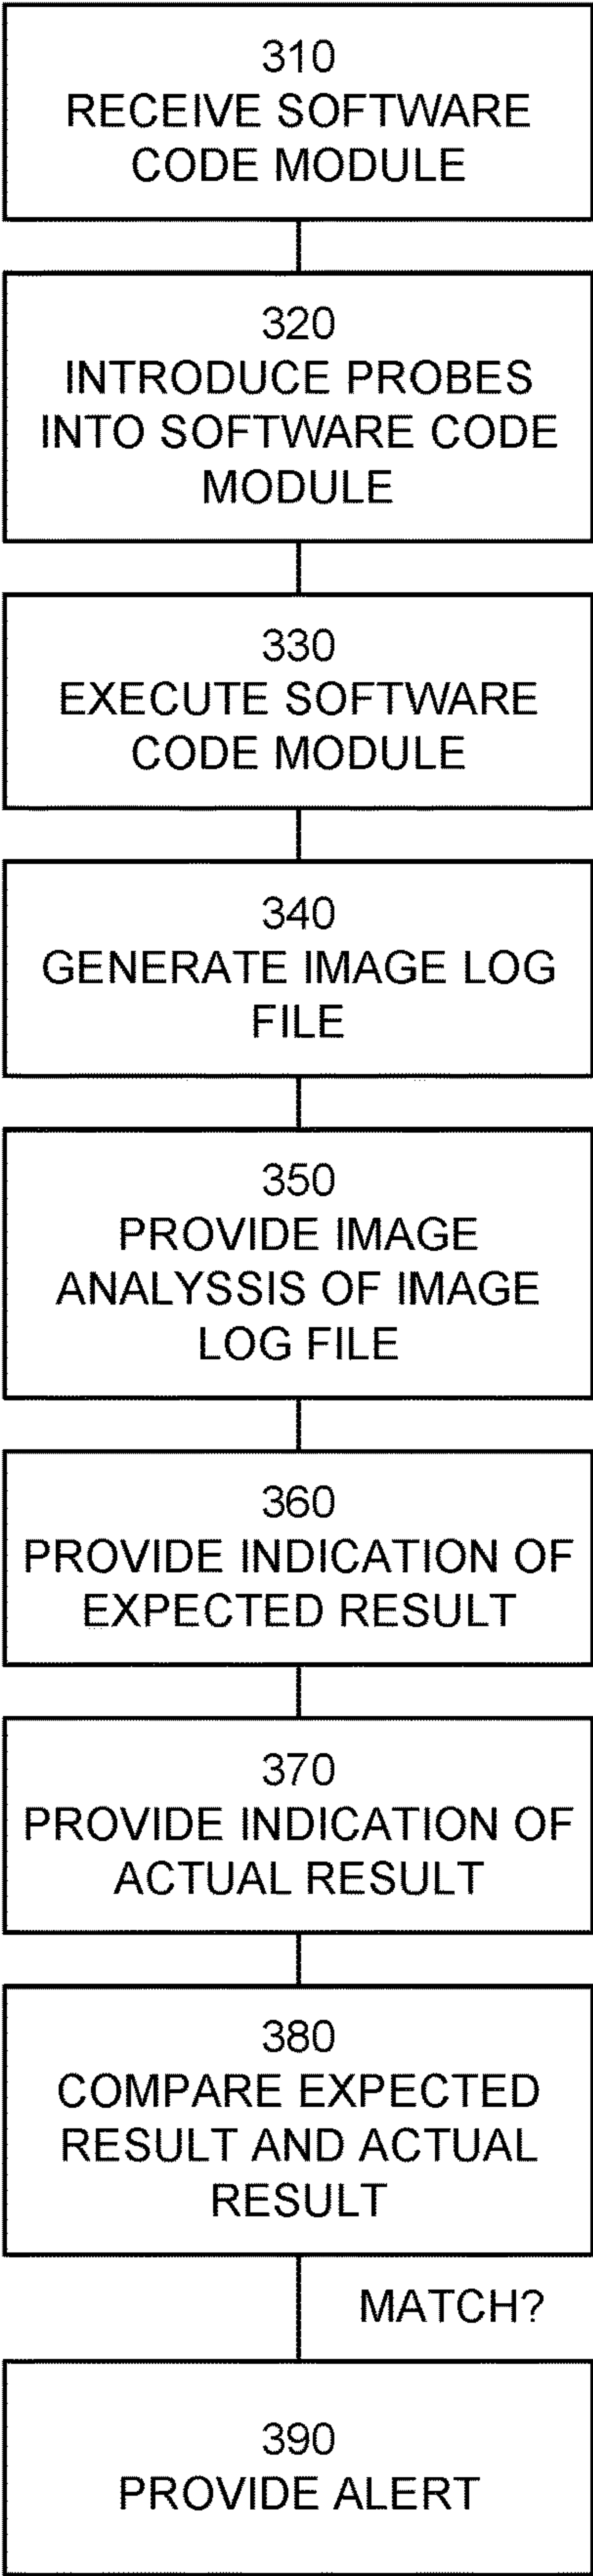 310
RECEIVE SOFTWARE
CODE MODULE
320
INTRODUCE PROBES
INTO SOFTWARE CODE
MODULE
330
EXECUTE SOFTWARE
CODE MODULE
340
GENERATE IMAGE LOG
FILE
350
PROVIDE IMAGE
ANALYSSIS OF IMAGE
LOG FILE
360
PROVIDE INDICATION OF
EXPECTED RESULT
370
PROVIDE INDICATION OF
ACTUAL RESULT
380
COMPARE EXPECTED
RESULT AND ACTUAL
RESULT
MATCH?
390
PROVIDE ALERT